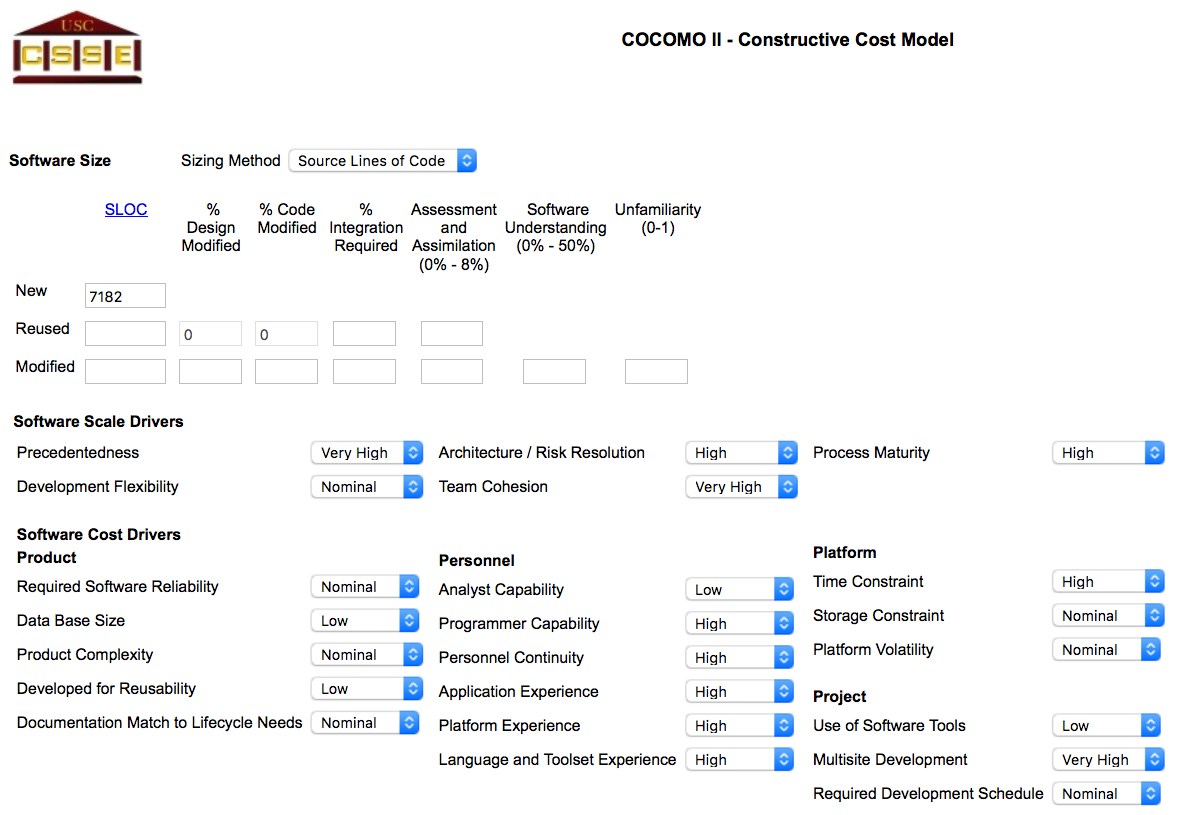 USC
CSSE
COCOMO II - Constructive Cost Model
Software Size Sizing Method Source Lines of Code
SLOC % Design Modified % Code Modified % Integration Required Assessment and Assimilation (0% - 8%) Software Understanding (0% - 50%) Unfamiliarity (0-1)
New 7182
Reused 0 0
Modified
Software Scale Drivers
Precedentedness Very High Architecture / Risk Resolution High Process Maturity High
Development Flexibility Nominal Team Cohesion Very High
Software Cost Drivers
Product
Required Software Reliability Nominal
Data Base Size Low
Product Complexity Nominal
Developed for Reusability Low
Documentation Match to Lifecycle Needs Nominal
Personnel
Analyst Capability Low
Programmer Capability High
Personnel Continuity High
Application Experience High
Platform Experience High
Language and Toolset Experience High
Platform
Time Constraint High
Storage Constraint Nominal
Platform Volatility Nominal
Project
Use of Software Tools Low
Multisite Development Very High
Required Development Schedule Nominal